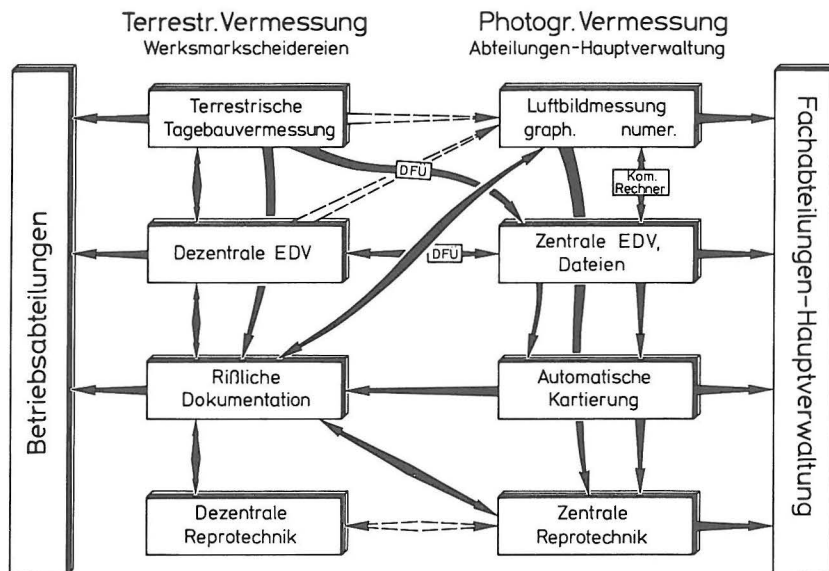 Terrestr. Vermessung
Werksmarkscheidereien
Photogr. Vermessung
Abteilungen-Hauptverwaltung
Betriebsabteilungen
Terrestrische
Tagebauvermessung
Luftbildmessung
graph. numer.
DFÜ
Kom.
Rechner
Dezentrale EDV
DFÜ
Zentrale EDV,
Dateien
Rißliche
Dokumentation
Automatische
Kartierung
Dezentrale
Reprotechnik
Zentrale
Reprotechnik
Fachabteilungen-Hauptverwaltung